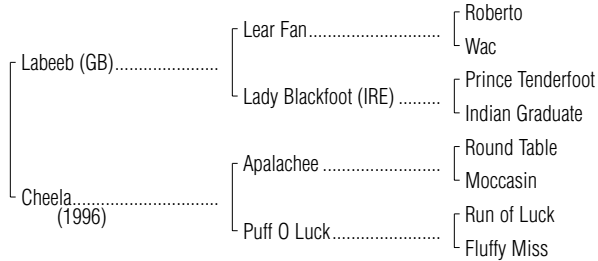 Roberto
Lear Fan..............................
Wac
Labeeb (GB).......................
Prince Tenderfoot
Lady Blackfoot (IRE) .........
Indian Graduate
Round Table
Apalachee ..........................
Moccasin
Cheela.................................
(1996)
Run of Luck
Puff O Luck........................
Fluffy Miss